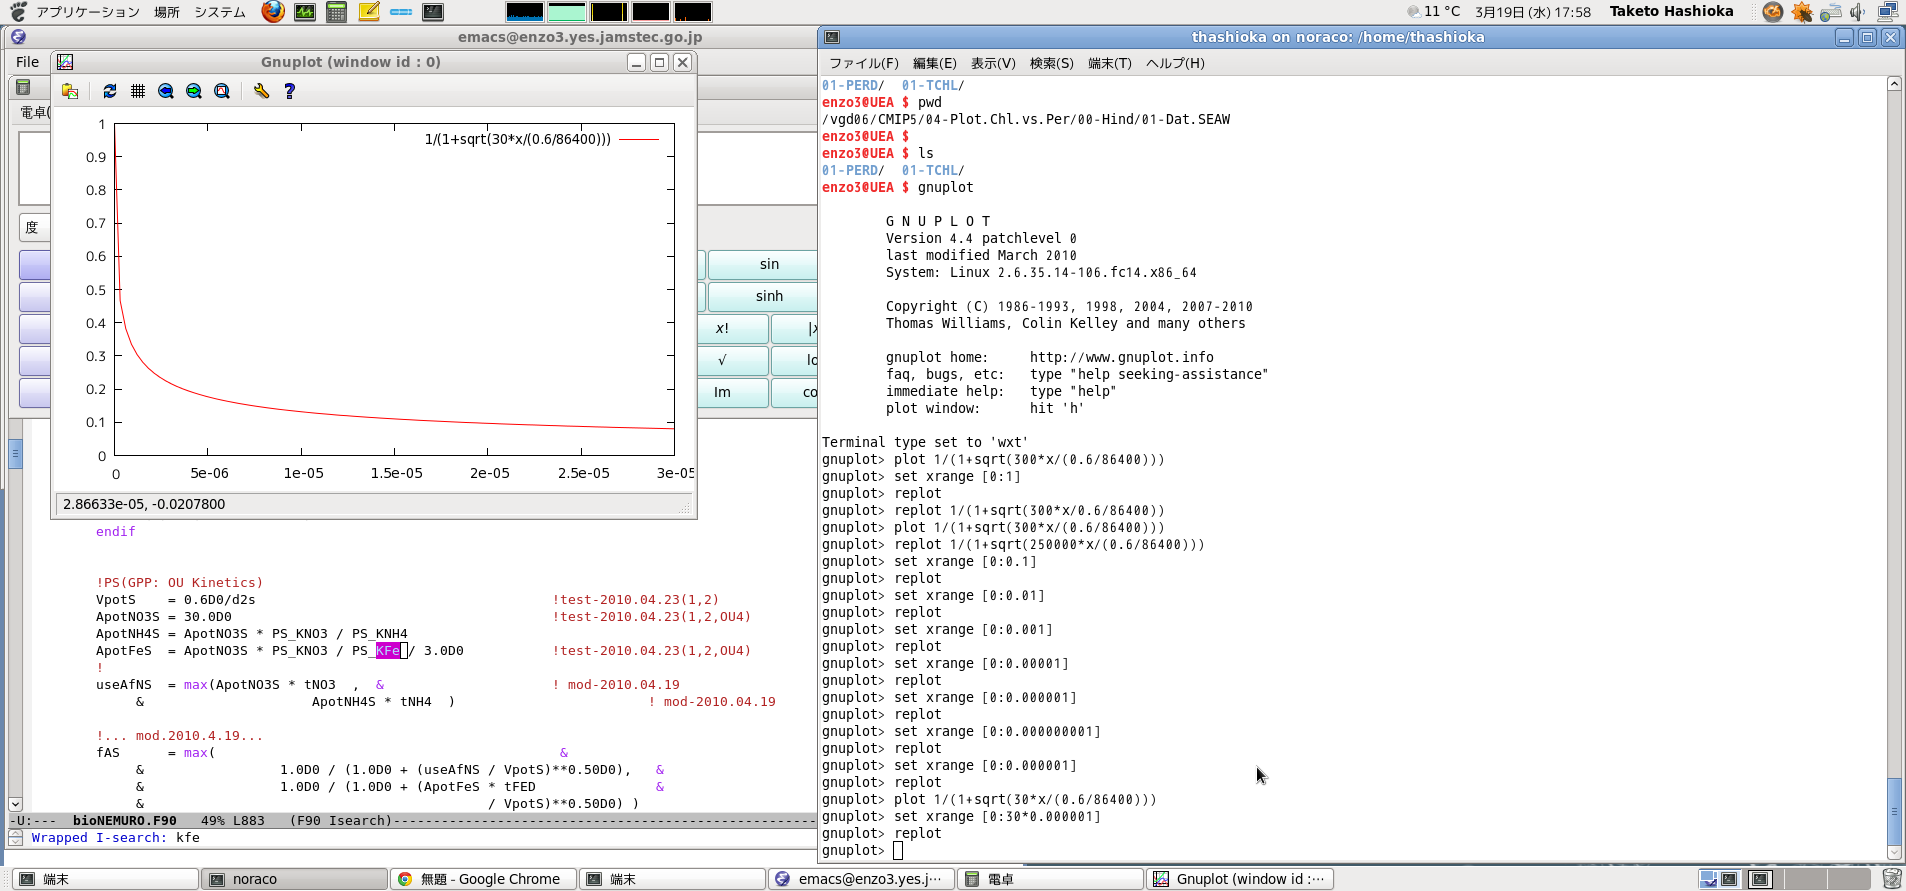 アプリケーション 場所 システム
11 °C 3月19日 (水) 17:58 Taketo Hashioka
emacs@enzo3.yes.jamstec.go.jp
File
電卓(
度
sin
sinh
x!
|x
√
lo
Im
co
Gnuplot (window id : 0)
1/(1+sqrt(30*x/(0.6/86400)))
1
0.9
0.8
0.7
0.6
0.5
0.4
0.3
0.2
0.1
0
0 5e-06 1e-05 1.5e-05 2e-05 2.5e-05 3e-05
2.86633e-05, -0.0207800
endif
!PS(GPP: OU Kinetics)
VpotS = 0.6D0/d2s !test-2010.04.23(1,2)
ApotNO3S = 30.0D0 !test-2010.04.23(1,2,OU4)
ApotNH4S = ApotNO3S * PS_KNO3 / PS_KNH4
ApotFeS = ApotNO3S * PS_KNO3 / PS_KFe / 3.0D0 !test-2010.04.23(1,2,OU4)
!
useAfNS = max(ApotNO3S * tNO3 , & ! mod-2010.04.19
& ApotNH4S * tNH4 ) ! mod-2010.04.19
!... mod.2010.4.19...
fAS = max( &
& 1.0D0 / (1.0D0 + (useAfNS / VpotS)**0.50D0), &
& 1.0D0 / (1.0D0 + (ApotFeS * tFED &
& / VpotS)**0.50D0) )
-U:--- bioNEMURO.F90 49% L883 (F90 Isearch)
Wrapped I-search: kfe
thashioka on noraco: /home/thashioka
ファイル(F) 編集(E) 表示(V) 検索(S) 端末(T) ヘルプ(H)
01-PERD/ 01-TCHL/
enzo3@UEA $ pwd
/vgd06/CMIP5/04-Plot.Chl.vs.Per/00-Hind/01-Dat.SEAW
enzo3@UEA $
enzo3@UEA $ ls
01-PERD/ 01-TCHL/
enzo3@UEA $ gnuplot
G N U P L O T
Version 4.4 patchlevel 0
last modified March 2010
System: Linux 2.6.35.14-106.fc14.x86_64
Copyright (C) 1986-1993, 1998, 2004, 2007-2010
Thomas Williams, Colin Kelley and many others
gnuplot home: http://www.gnuplot.info
faq, bugs, etc: type "help seeking-assistance"
immediate help: type "help"
plot window: hit 'h'
Terminal type set to 'wxt'
gnuplot> plot 1/(1+sqrt(300*x/(0.6/86400)))
gnuplot> set xrange [0:1]
gnuplot> replot
gnuplot> replot 1/(1+sqrt(300*x/0.6/86400))
gnuplot> plot 1/(1+sqrt(300*x/(0.6/86400)))
gnuplot> replot 1/(1+sqrt(250000*x/(0.6/86400)))
gnuplot> set xrange [0:0.1]
gnuplot> replot
gnuplot> set xrange [0:0.01]
gnuplot> replot
gnuplot> set xrange [0:0.001]
gnuplot> replot
gnuplot> set xrange [0:0.00001]
gnuplot> replot
gnuplot> set xrange [0:0.000001]
gnuplot> replot
gnuplot> set xrange [0:0.000000001]
gnuplot> replot
gnuplot> set xrange [0:0.000001]
gnuplot> replot
gnuplot> plot 1/(1+sqrt(30*x/(0.6/86400)))
gnuplot> set xrange [0:30*0.000001]
gnuplot> replot
gnuplot>
端末 noraco 無題 - Google Chrome 端末 emacs@enzo3.yes.j… 電卓 Gnuplot (window id :…